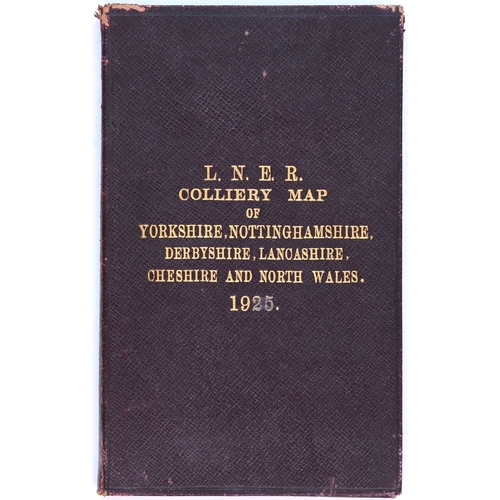 L. N. E. R.
COLLIERY MAP
OF
YORKSHIRE, NOTTINGHAMSHIRE,
DERBYSHIRE, LANCASHIRE,
CHESHIRE AND NORTH WALES.
1925.